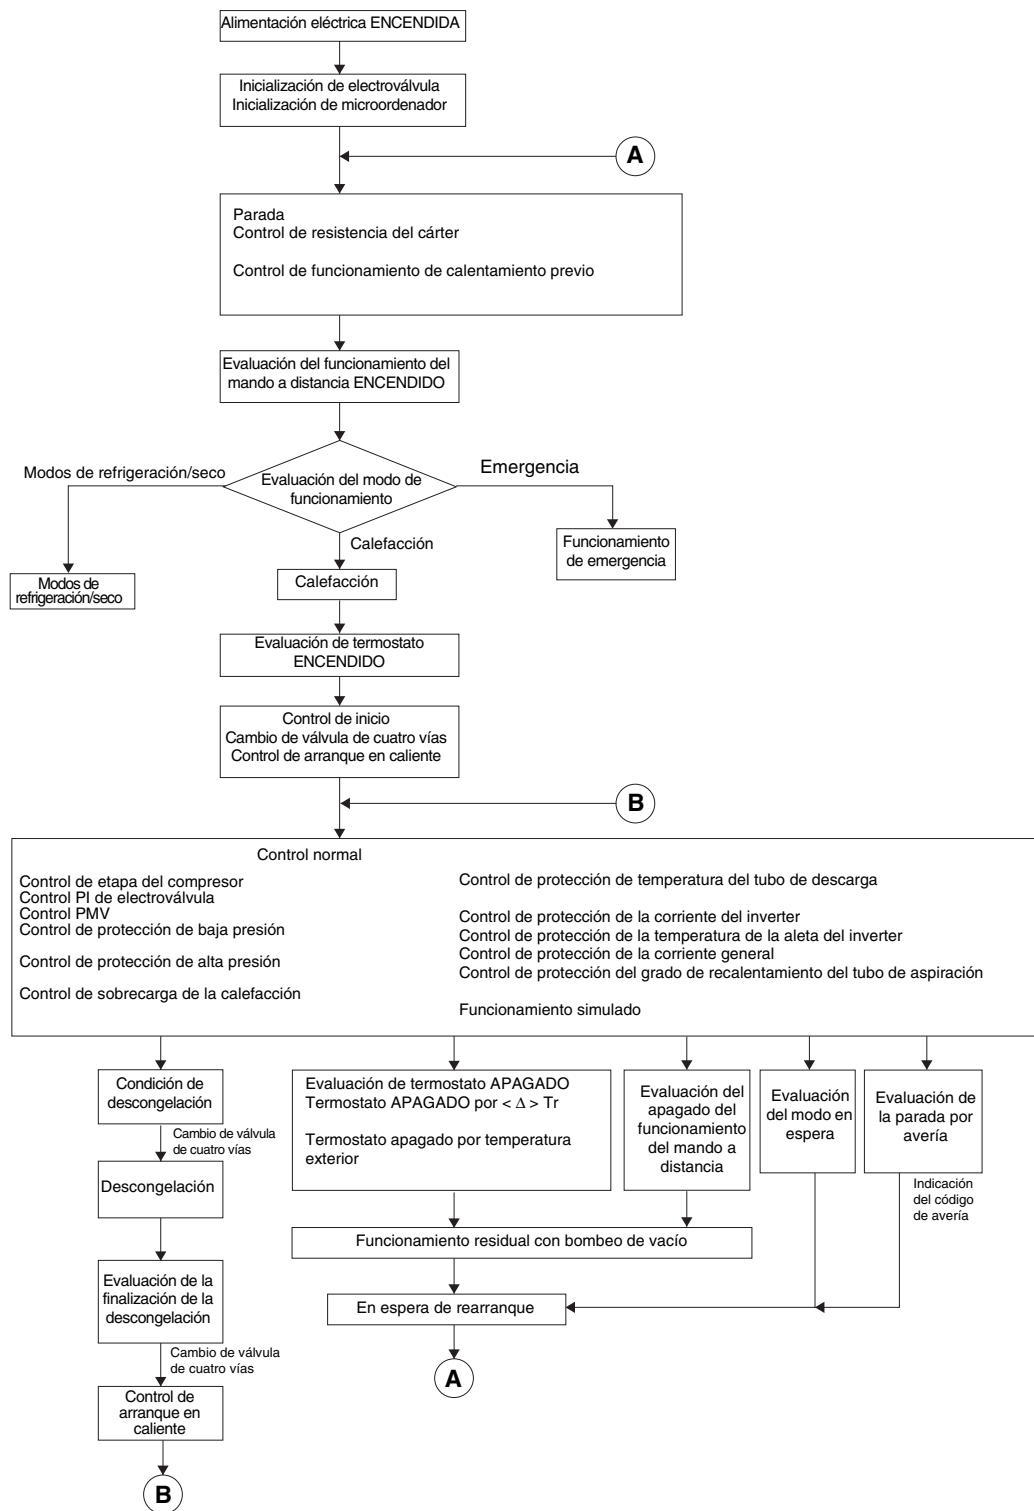 Alimentación eléctrica ENCENDIDA
Inicialización de electroválvula
Inicialización de microordenador
A
Parada
Control de resistencia del cárter
Control de funcionamiento de calentamiento previo
Evaluación del funcionamiento del
mando a distancia ENCENDIDO
Modos de refrigeración/seco
Evaluación del modo de
funcionamiento
Emergencia
Calefacción
Funcionamiento
de emergencia
Modos de
refrigeración/seco
Calefacción
Evaluación de termostato
ENCENDIDO
Control de inicio
Cambio de válvula de cuatro vías
Control de arranque en caliente
B
Control normal
Control de etapa del compresor
Control PI de electroválvula
Control PMV
Control de protección de baja presión
Control de protección de alta presión
Control de sobrecarga de la calefacción
Control de protección de temperatura del tubo de descarga
Control de protección de la corriente del inverter
Control de protección de la temperatura de la aleta del inverter
Control de protección de la corriente general
Control de protección del grado de recalentamiento del tubo de aspiración
Funcionamiento simulado
Condición de
descongelación
Cambio de válvula
de cuatro vías
Descongelación
Evaluación de la
finalización de la
descongelación
Cambio de válvula
de cuatro vías
Control de
arranque en
caliente
B
Evaluación de termostato APAGADO
Termostato APAGADO por < Δ > Tr
Termostato apagado por temperatura
exterior
Evaluación del
apagado del
funcionamiento
del mando a
distancia
Evaluación
del modo en
espera
Evaluación de
la parada por
avería
Indicación
del código
de avería
Funcionamiento residual con bombeo de vacío
En espera de rearranque
A